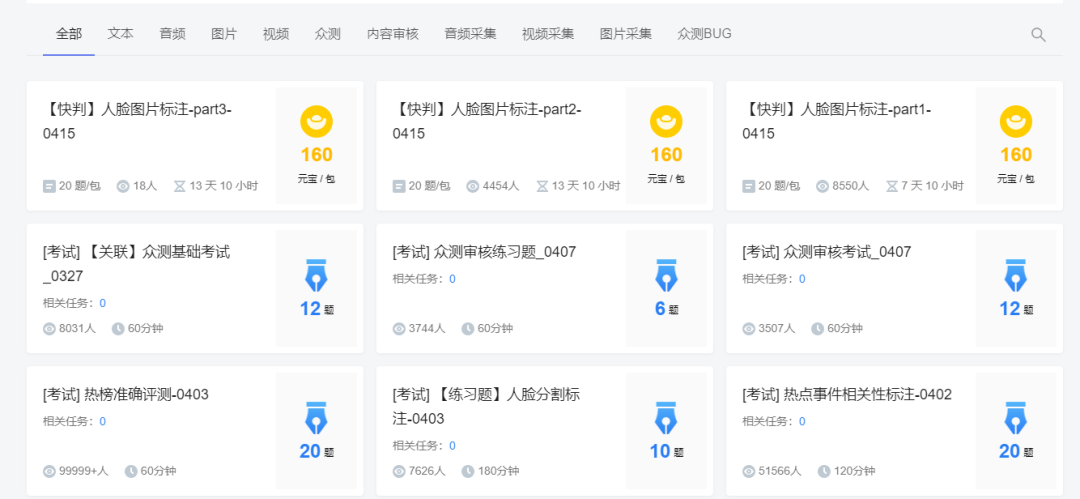 全部 文本 音频 图片 视频 众测 内容审核 音频采集 视频采集 图片采集 众测BUG
【快判】人脸图片标注-part3-
0415
20 题/包 18人 13 天 10 小时
160
元宝 / 包
【快判】人脸图片标注-part2-
0415
20 题/包 4454人 13 天 10 小时
160
元宝 / 包
【快判】人脸图片标注-part1-
0415
20 题/包 8550人 7 天 10 小时
160
元宝 / 包
[考试] 【关联】众测基础考试
_0327
相关任务：0
8031人 60分钟
12 题
[考试] 众测审核练习题_0407
相关任务：0
3744人 60分钟
6 题
[考试] 众测审核考试_0407
相关任务：0
3507人 60分钟
12 题
[考试] 热榜准确评测-0403
相关任务：0
99999+人 60分钟
20 题
[考试] 【练习题】人脸分割标
注-0403
相关任务：0
7626人 180分钟
10 题
[考试] 热点事件相关性标注-0402
相关任务：0
51566人 120分钟
20 题